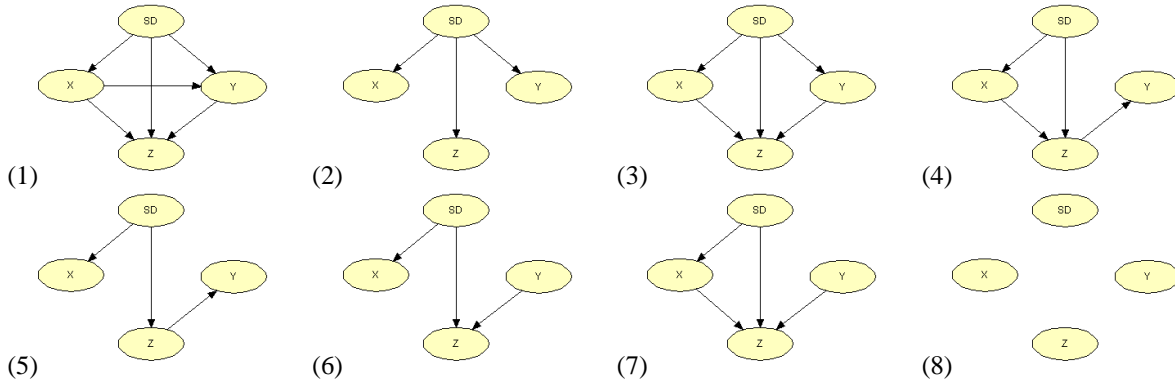 SD SD SD SD
X Y X Y X Y X Y
Z Z Z Z
(1) (2) (3) (4)
SD SD SD SD
X Y X Y X Y X Y
Z Z Z Z
(5) (6) (7) (8)